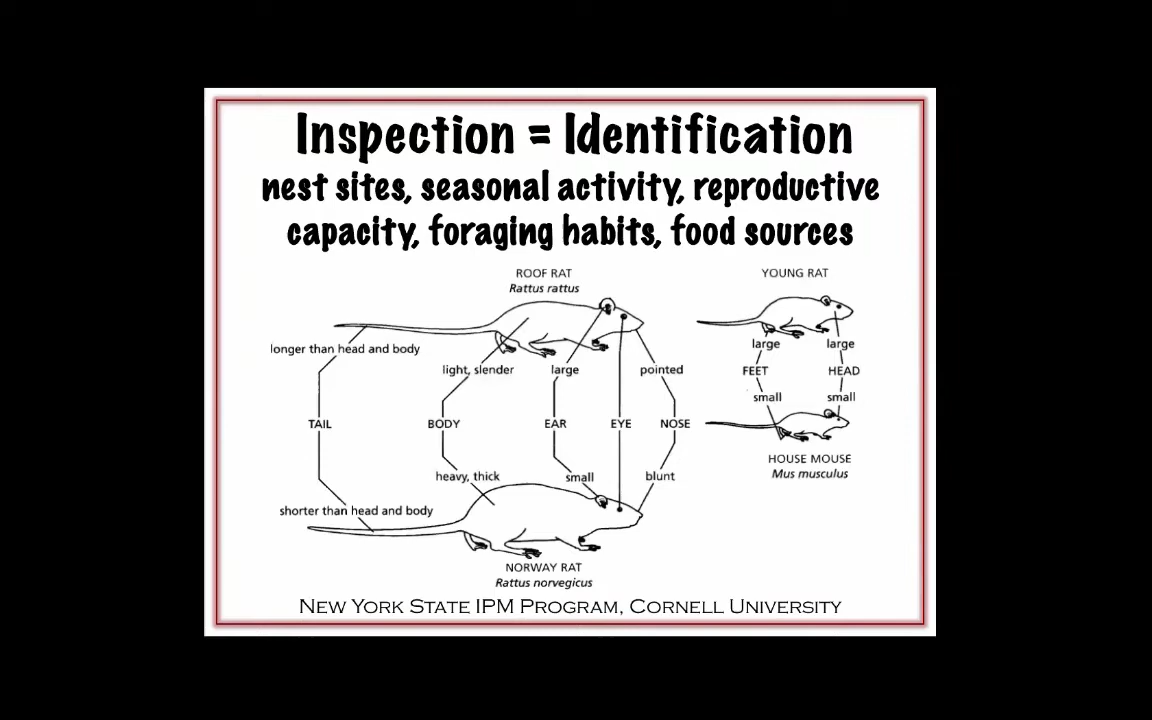 Inspection = Identification
nest sites, seasonal activity, reproductive
capacity, foraging habits, food sources
ROOF RAT
Rattus rattus
longer than head and body
light, slender
large
pointed
TAIL
BODY
EAR
EYE
NOSE
heavy, thick
small
blunt
shorter than head and body
NORWAY RAT
Rattus norvegicus
YOUNG RAT
large
large
FEET
HEAD
small
small
HOUSE MOUSE
Mus musculus
New York State IPM Program, Cornell University